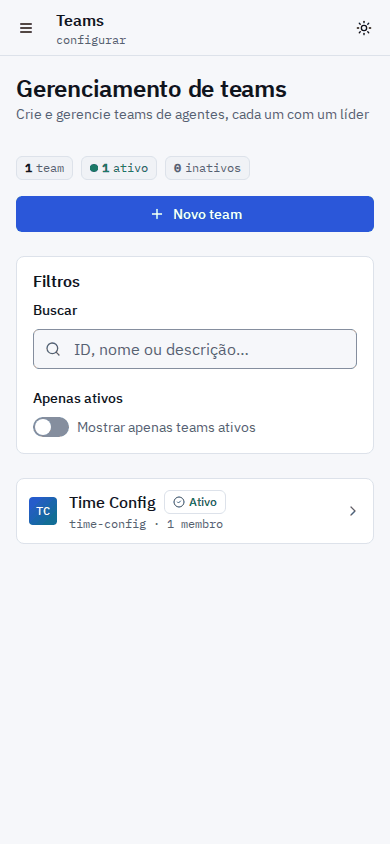 Teams
configurar
Gerenciamento de teams
Crie e gerencie teams de agentes, cada um com um líder
1 team
1 ativo
0 inativos
Novo team
Filtros
Buscar
ID, nome ou descrição...
Apenas ativos
Mostrar apenas teams ativos
TC
Time Config
Ativo
time-config · 1 membro